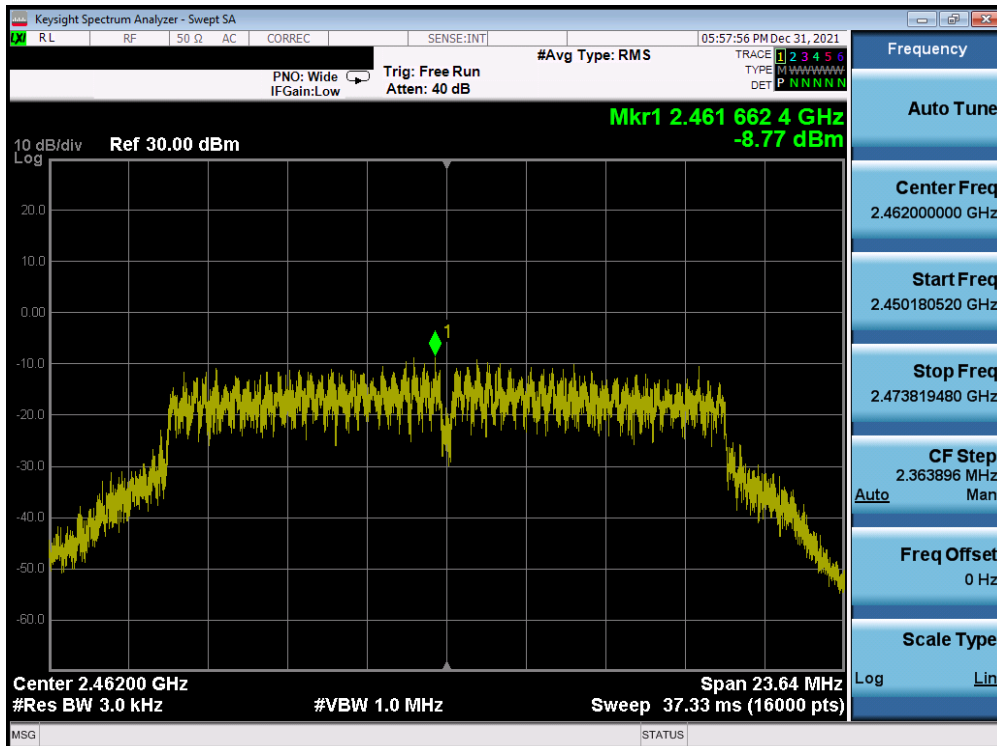 Keysight Spectrum Analyzer - Swept SA
LXI RL RF 50 Ω AC CORREC SENSE:INT 05:57:56 PM Dec 31, 2021
#Avg Type: RMS TRACE 1 2 3 4 5 6
PNO: Wide Trig: Free Run TYPE M WWWWW
IFGain:Low Atten: 40 dB DET P N N N N N
Mkr1 2.461 662 4 GHz
-8.77 dBm
10 dB/div Ref 30.00 dBm
Log
20.0
10.0
0.00
1
-10.0
-20.0
-30.0
-40.0
-50.0
-60.0
Center 2.46200 GHz Span 23.64 MHz
#Res BW 3.0 kHz #VBW 1.0 MHz Sweep 37.33 ms (16000 pts)
MSG STATUS
Frequency
Auto Tune
Center Freq
2.462000000 GHz
Start Freq
2.450180520 GHz
Stop Freq
2.473819480 GHz
CF Step
2.363896 MHz
Auto Man
Freq Offset
0 Hz
Scale Type
Log Lin